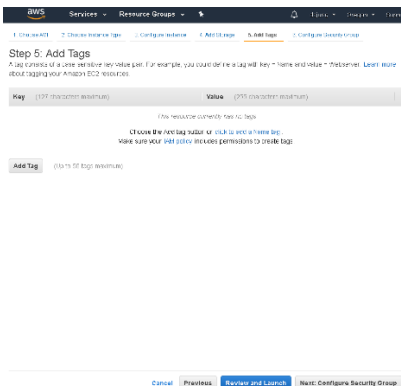 aws Services Resource Groups
1. Choose AMI 2. Choose Instance Type 3. Configure Instance 4. Add Storage 5. Add Tags 6. Configure Security Group
Step 5: Add Tags
A tag consists of a case-sensitive key-value pair. For example, you could define a tag with key = Name and value = Webserver. Learn more
about tagging your Amazon EC2 resources.
Key (127 characters maximum) Value (255 characters maximum)
This resource currently has no tags
Choose the Add tag button or click to add a Name tag.
Make sure your IAM policy includes permissions to create tags
Add Tag (Up to 50 tags maximum)
Cancel Previous Review and Launch Next: Configure Security Group